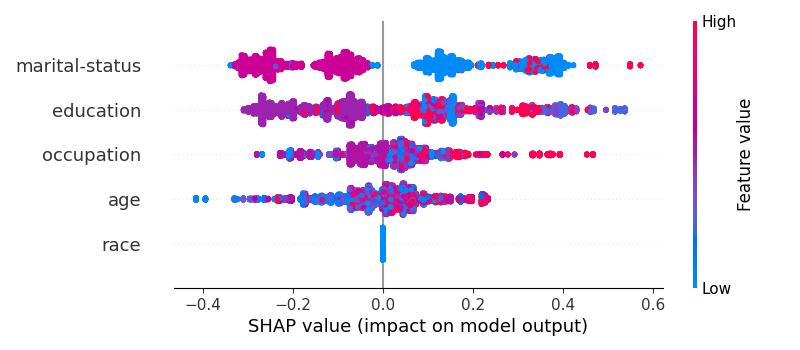 High
marital-status
education
occupation
age
race
Feature value
Low
−0.4 −0.2 0.0 0.2 0.4 0.6
SHAP value (impact on model output)